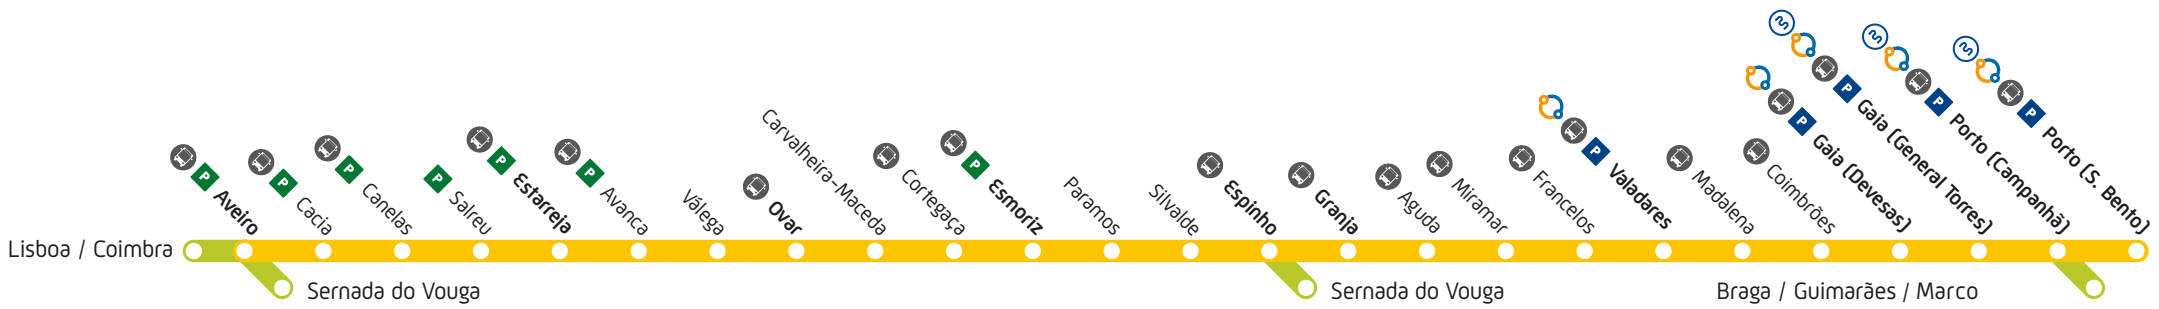 Lisboa / Coimbra
P Aveiro
P Cacia
P Canelas
P Salreu
P Estarreja
P Avanca
Válega
Ovar
Carvalheira-Maceda
Cortegaça
P Esmoriz
Paramos
Silvalde
Espinho
Granja
Aguda
Miramar
Francelos
P Valadares
Madalena
Coimbrões
P Gaia (Devesas)
P Gaia (General Torres)
P Porto (Campanhã)
P Porto (S. Bento)
Sernada do Vouga
Sernada do Vouga
Braga / Guimarães / Marco